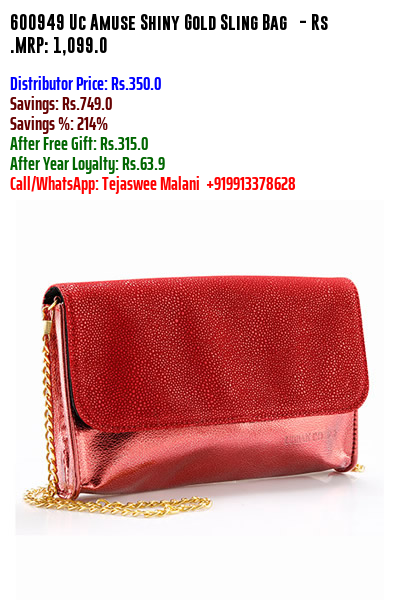 600949 Uc Amuse Shiny Gold Sling Bag - Rs
.MRP: 1,099.0
Distributor Price: Rs.350.0
Savings: Rs.749.0
Savings %: 214%
After Free Gift: Rs.315.0
After Year Loyalty: Rs.63.9
Call/WhatsApp: Tejaswee Malani +919913378628